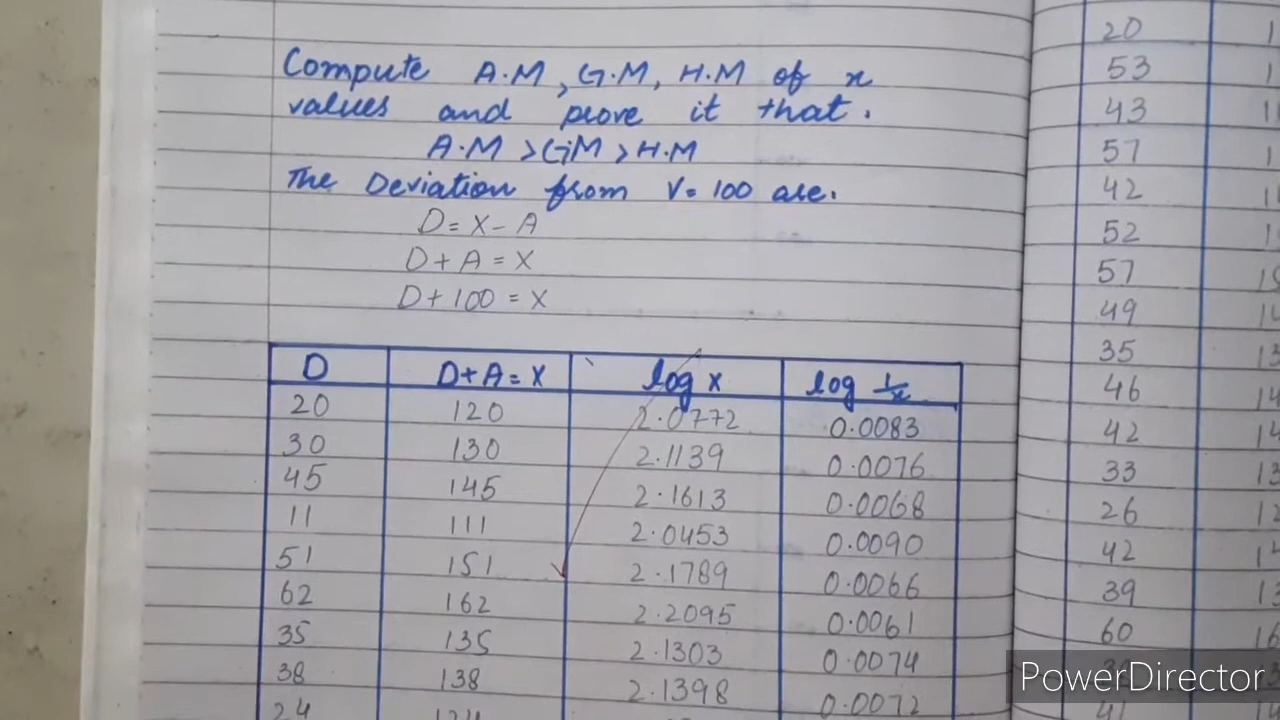 Compute A.M, G.M, H.M of x
values and prove it that.
A.M > G.M > H.M
The Deviation from V=100 are.
D = X - A
D + A = X
D + 100 = X
D D+A=X log x log 1/x
20 120 2.0772 0.0083
30 130 2.1139 0.0076
45 145 2.1613 0.0068
11 111 2.0453 0.0090
51 151 2.1789 0.0066
62 162 2.2095 0.0061
35 135 2.1303 0.0074
38 138 2.1398 0.0072
24
20
53
43
57
42
52
57
49
35
46
42
33
26
42
39
60
41
PowerDirector